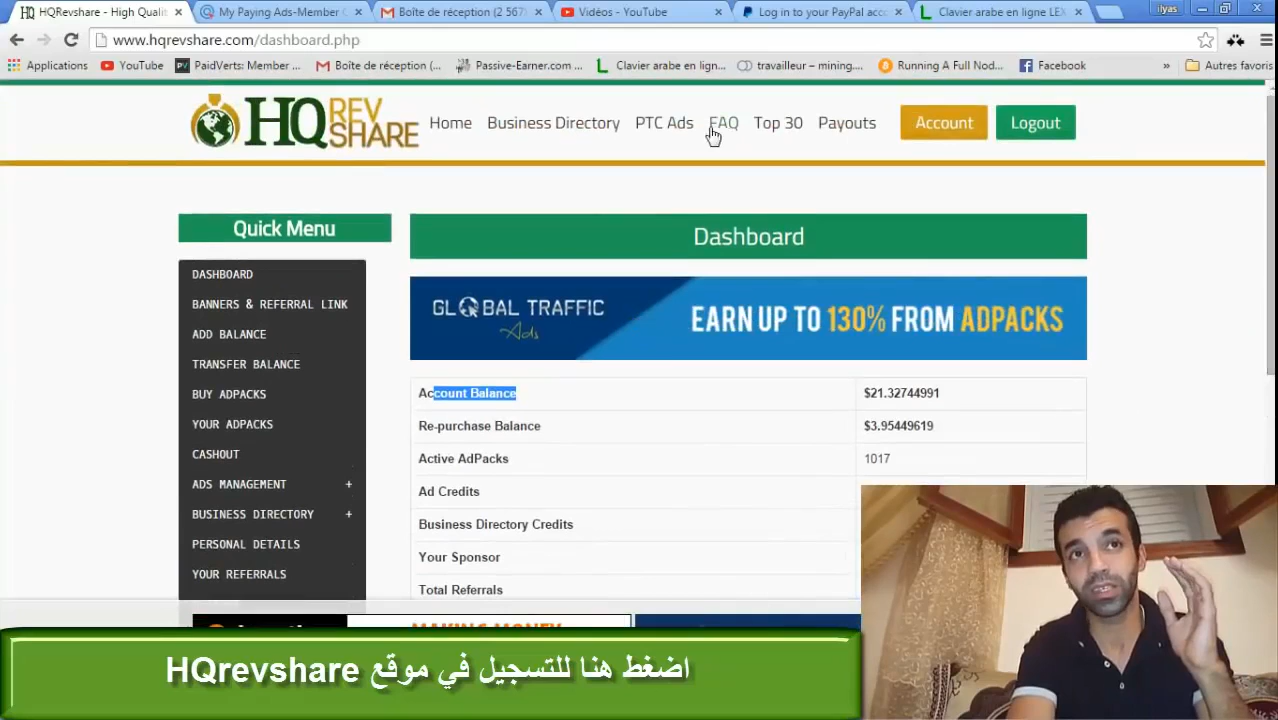 HQRevshare - High Qualit
My Paying Ads-Member C
Boîte de réception (2 567
Vidéos - YouTube
Log in to your PayPal acc
Clavier arabe en ligne LEX
ilyas
www.hqrevshare.com/dashboard.php
Applications
YouTube
PaidVerts: Member ...
Boîte de réception (...
Passive-Earner.com ...
Clavier arabe en lign...
travailleur – mining....
Running A Full Nod...
Facebook
»
Autres favoris
HQ REV SHARE
Home
Business Directory
PTC Ads
FAQ
Top 30
Payouts
Account
Logout
Quick Menu
DASHBOARD
BANNERS & REFERRAL LINK
ADD BALANCE
TRANSFER BALANCE
BUY ADPACKS
YOUR ADPACKS
CASHOUT
ADS MANAGEMENT +
BUSINESS DIRECTORY +
PERSONAL DETAILS
YOUR REFERRALS
Dashboard
GLOBAL TRAFFIC
Ads
EARN UP TO 130% FROM ADPACKS
Account Balance $21.32744991
Re-purchase Balance $3.95449619
Active AdPacks 1017
Ad Credits
Business Directory Credits
Your Sponsor
Total Referrals
MAKING MONEY
اضغط هنا للتسجيل في موقع HQrevshare